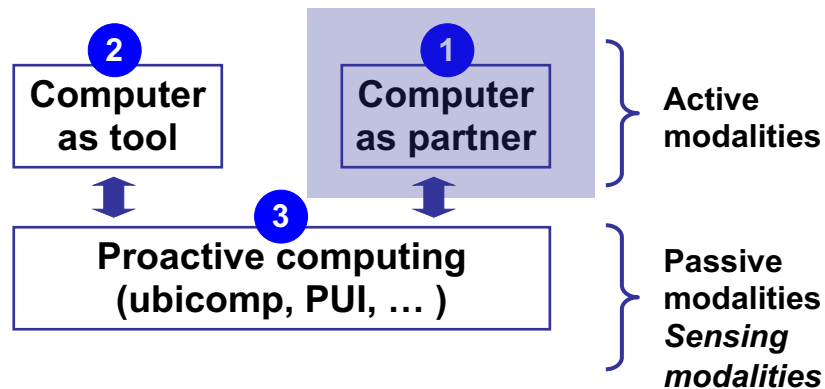 2
Computer
as tool
1
Computer
as partner
Active
modalities
3
Proactive computing
(ubicomp, PUI, … )
Passive
modalities
Sensing
modalities